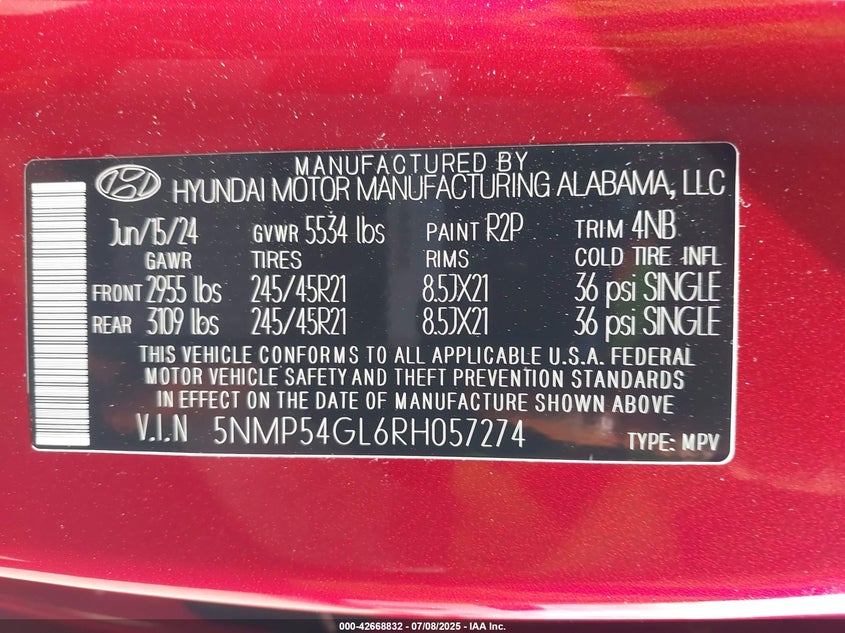 MANUFACTURED BY
HYUNDAI MOTOR MANUFACTURING ALABAMA, LLC
Jun/15/24 GVWR 5534 lbs PAINT R2P TRIM 4NB
GAWR TIRES RIMS COLD TIRE INFL
FRONT 2955 lbs 245/45R21 8.5JX21 36 psi SINGLE
REAR 3109 lbs 245/45R21 8.5JX21 36 psi SINGLE
THIS VEHICLE CONFORMS TO ALL APPLICABLE U.S.A. FEDERAL
MOTOR VEHICLE SAFETY AND THEFT PREVENTION STANDARDS
IN EFFECT ON THE DATE OF MANUFACTURE SHOWN ABOVE.
V.I.N 5NMP54GL6RH057274 TYPE: MPV
000-42668832 - 07/08/2025 - IAA Inc.